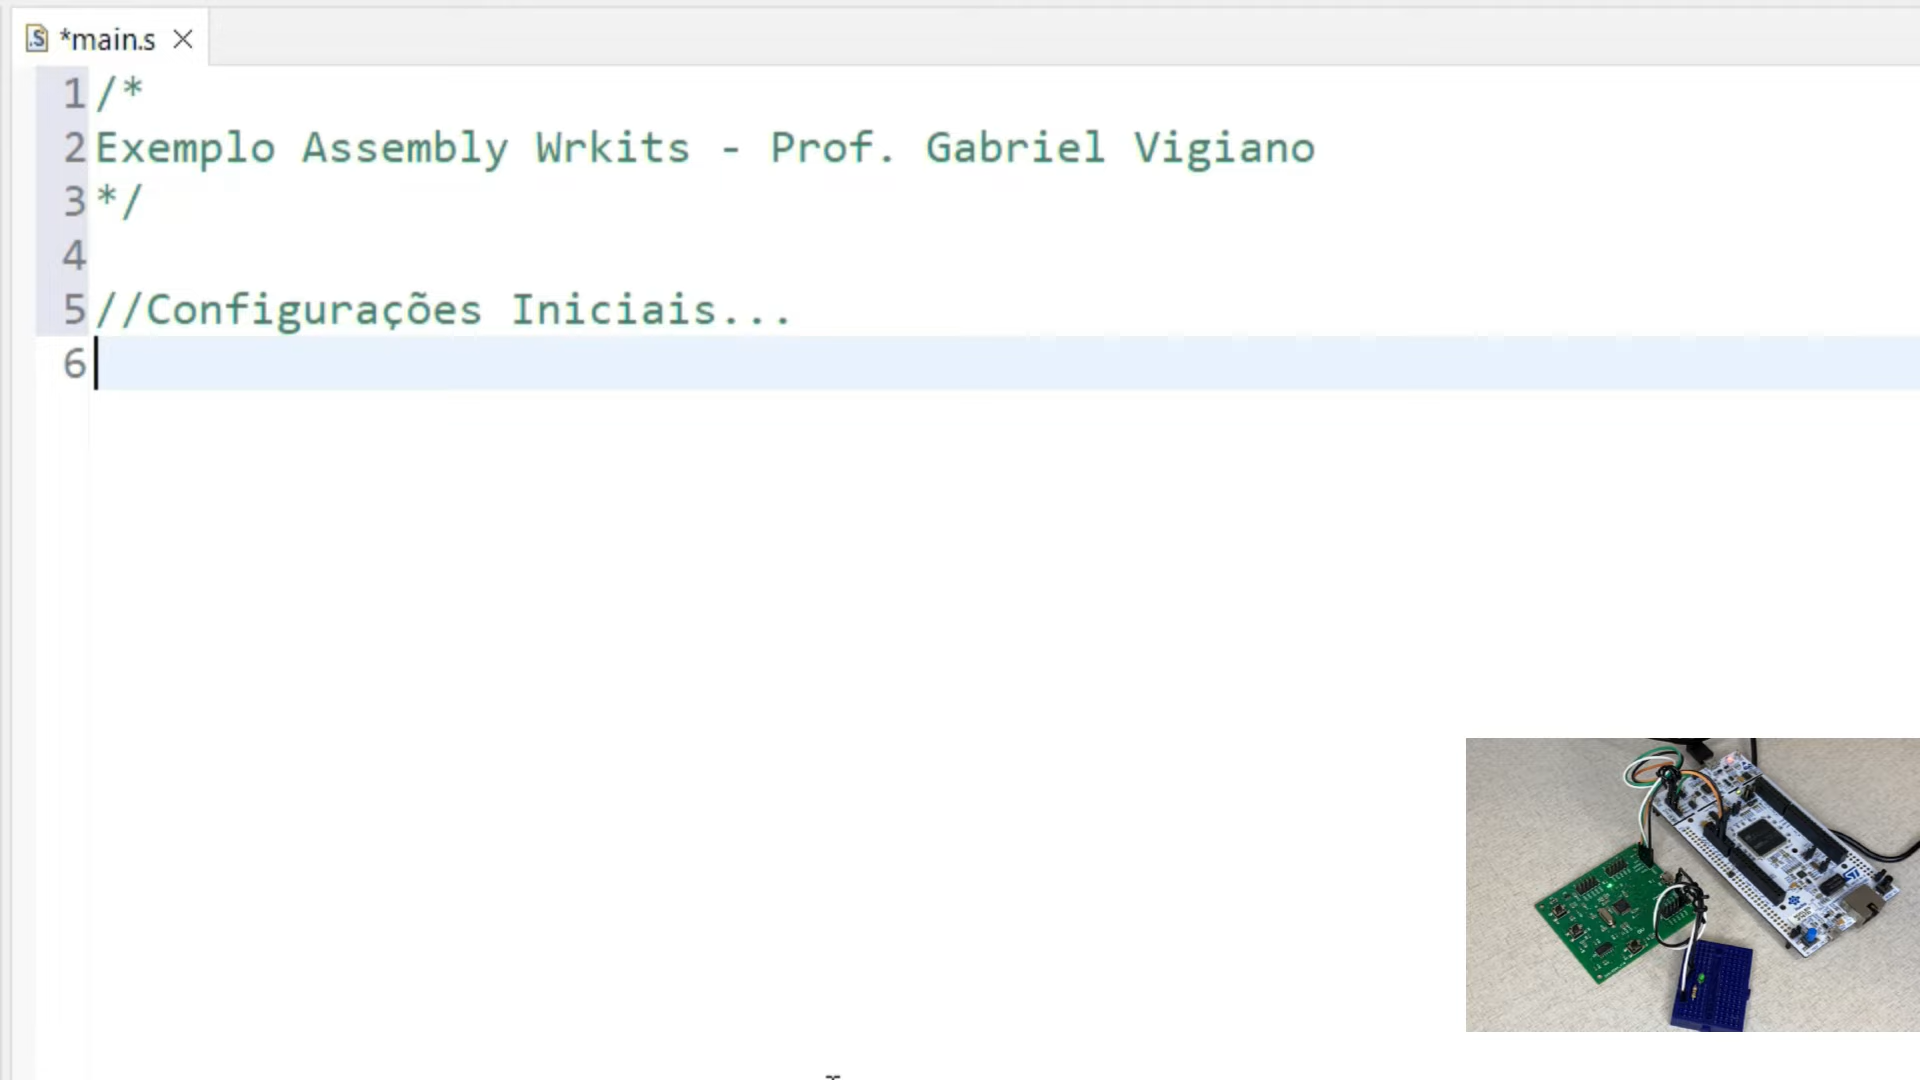 *main.s
1 /*
2 Exemplo Assembly Wrkits - Prof. Gabriel Vigiano
3 */
4
5 //Configurações Iniciais...
6